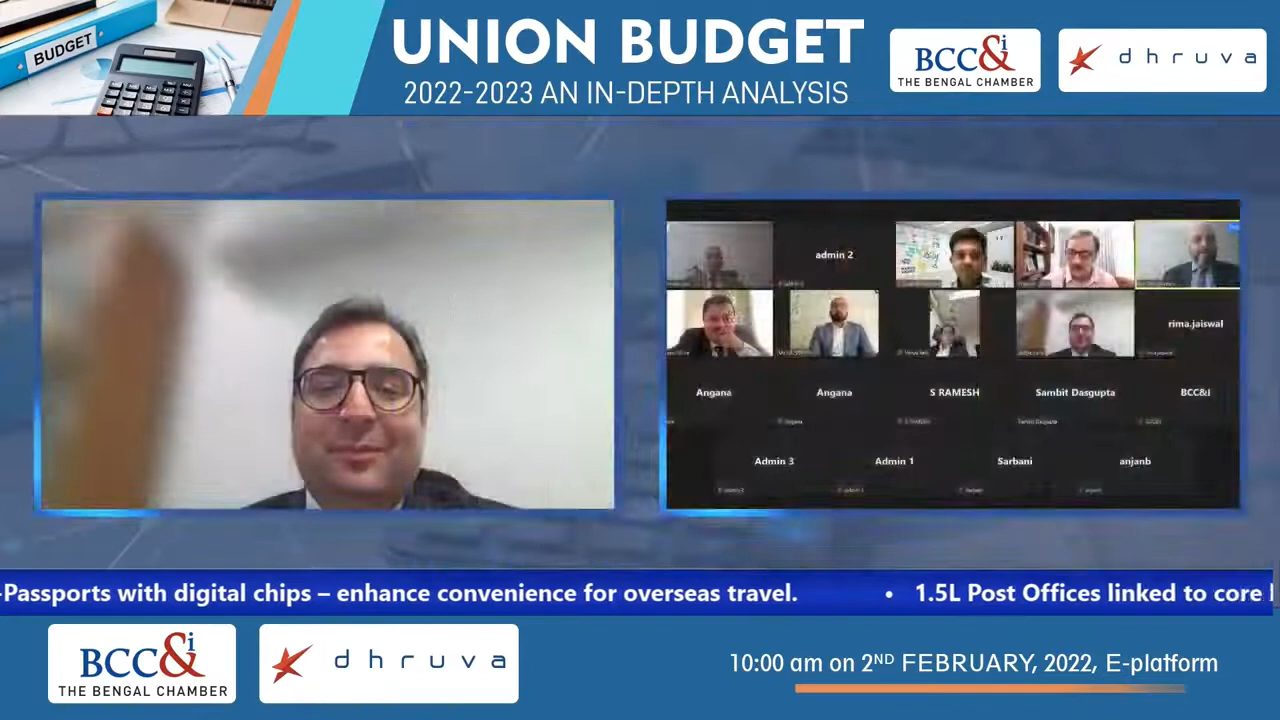 BUDGET
UNION BUDGET
2022-2023 AN IN-DEPTH ANALYSIS
BCC&i
THE BENGAL CHAMBER
dhruva
admin 2
rima.jaiswal
Angana
Angana
S RAMESH
Sambit Dasgupta
BCC&I
Admin 3
Admin 1
Sarbani
anjanb
-Passports with digital chips – enhance convenience for overseas travel. • 1.5L Post Offices linked to core
BCC&i
THE BENGAL CHAMBER
dhruva
10:00 am on 2ND FEBRUARY, 2022, E-platform